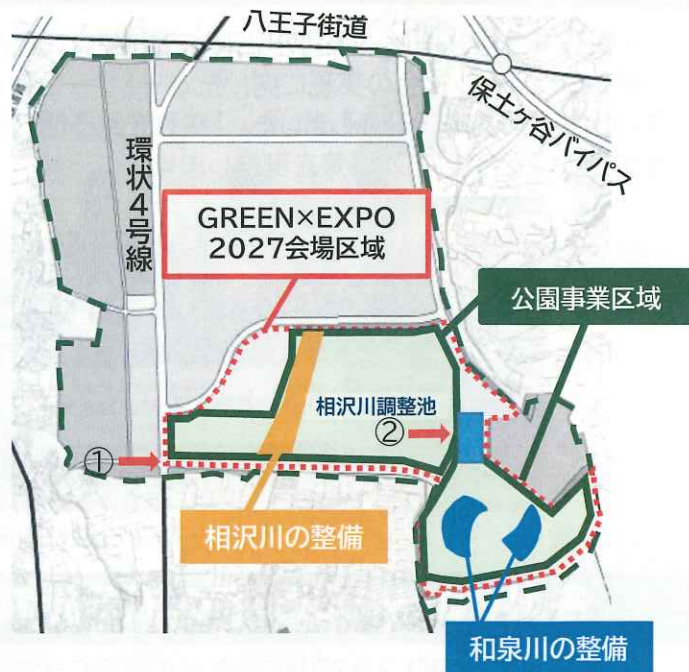 八王子街道
保土ヶ谷バイパス
環状4号線
GREEN×EXPO
2027会場区域
公園事業区域
相沢川調整池
②
①
相沢川の整備
和泉川の整備